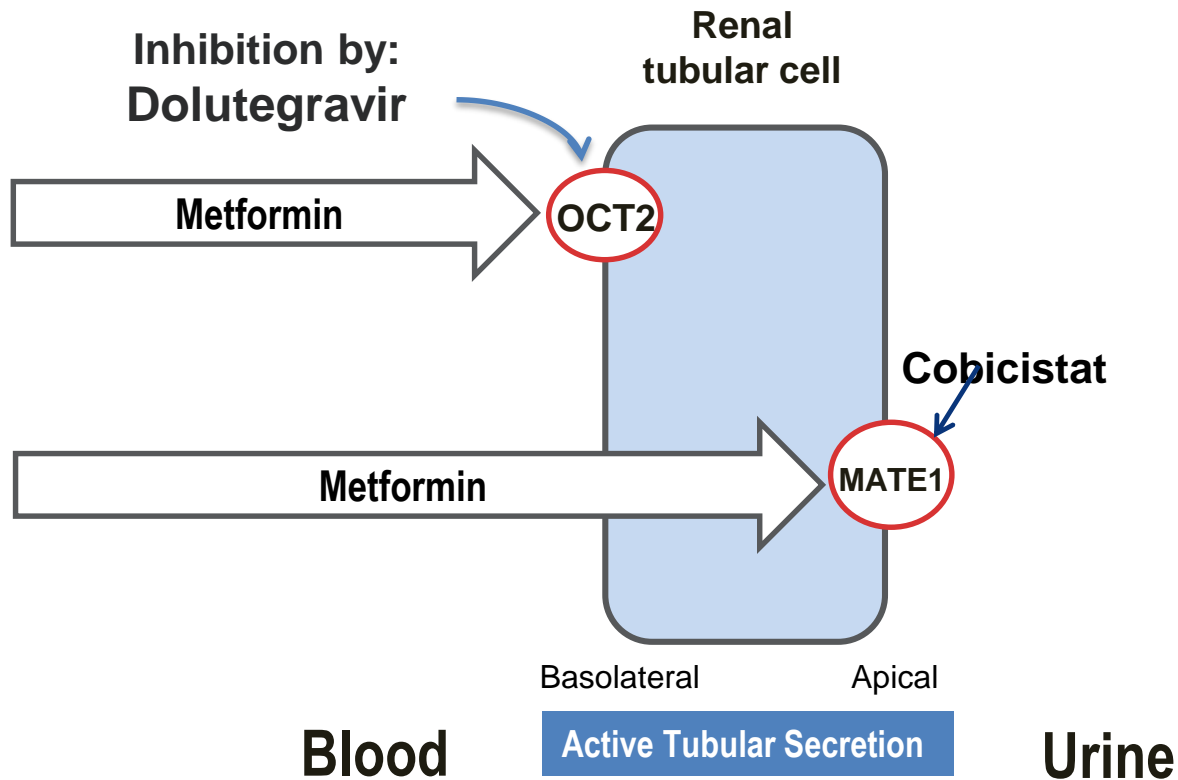 Inhibition by:
Dolutegravir
Renal
tubular cell
Metformin
OCT2
Cobicistat
Metformin
MATE1
Basolateral
Apical
Blood
Active Tubular Secretion
Urine